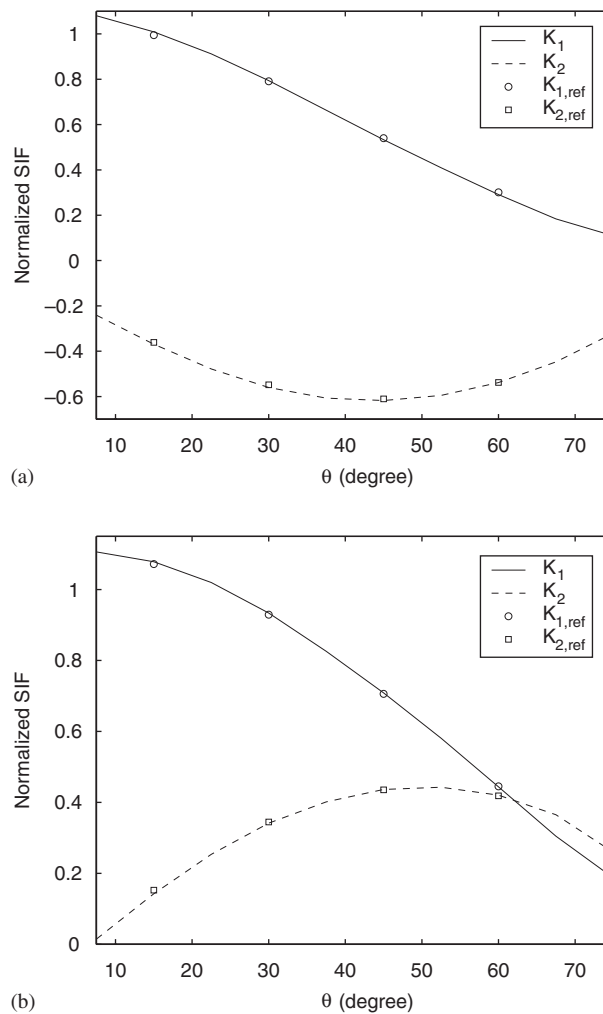 1
0.8
0.6
0.4
0.2
0
−0.2
−0.4
−0.6
Normalized SIF
K1
K2
K1,ref
K2,ref
10 20 30 40 50 60 70
(a)
θ (degree)
1
0.8
0.6
0.4
0.2
0
Normalized SIF
K1
K2
K1,ref
K2,ref
10 20 30 40 50 60 70
(b)
θ (degree)